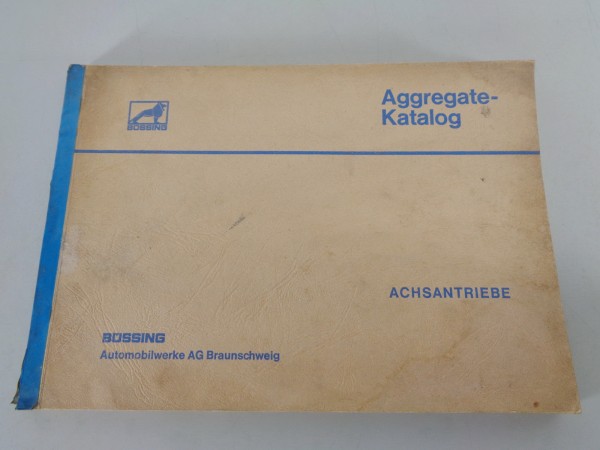 BÜSSING
Aggregate-
Katalog
ACHSANTRIEBE
BÜSSING
Automobilwerke AG Braunschweig